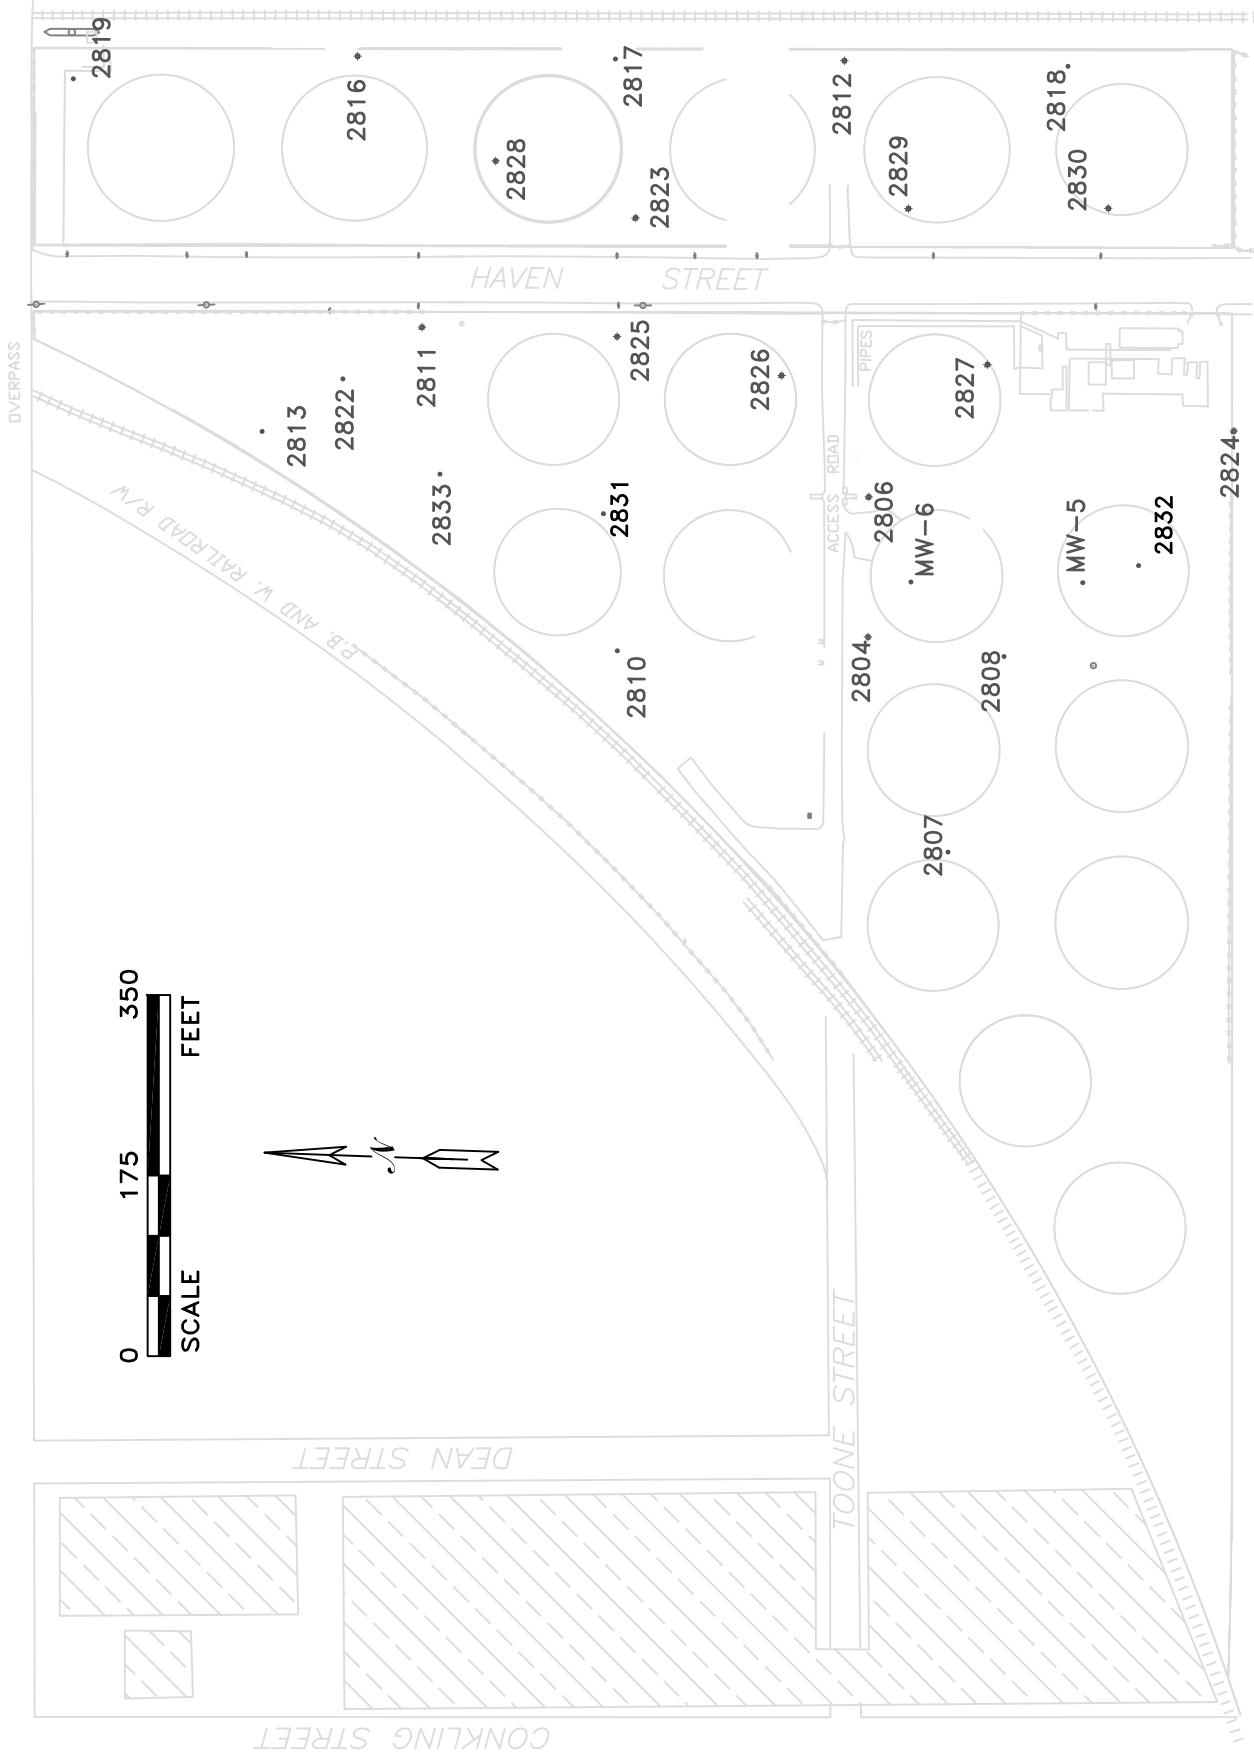 2819
2816
2817
2812
2818
2828
2829
2823
2830
HAVEN STREET
OVERPASS
2811
2825
PIPES
2826
2827
2822
2813
2824
ACCESS ROAD
2833
2831
2806
MW-6
MW-5
2832
P.B. AND W. RAILROAD R/W
2810
2804
2808
2807
0 175 350
SCALE FEET
N
TOONE STREET
DEAN STREET
CONKLING STREET